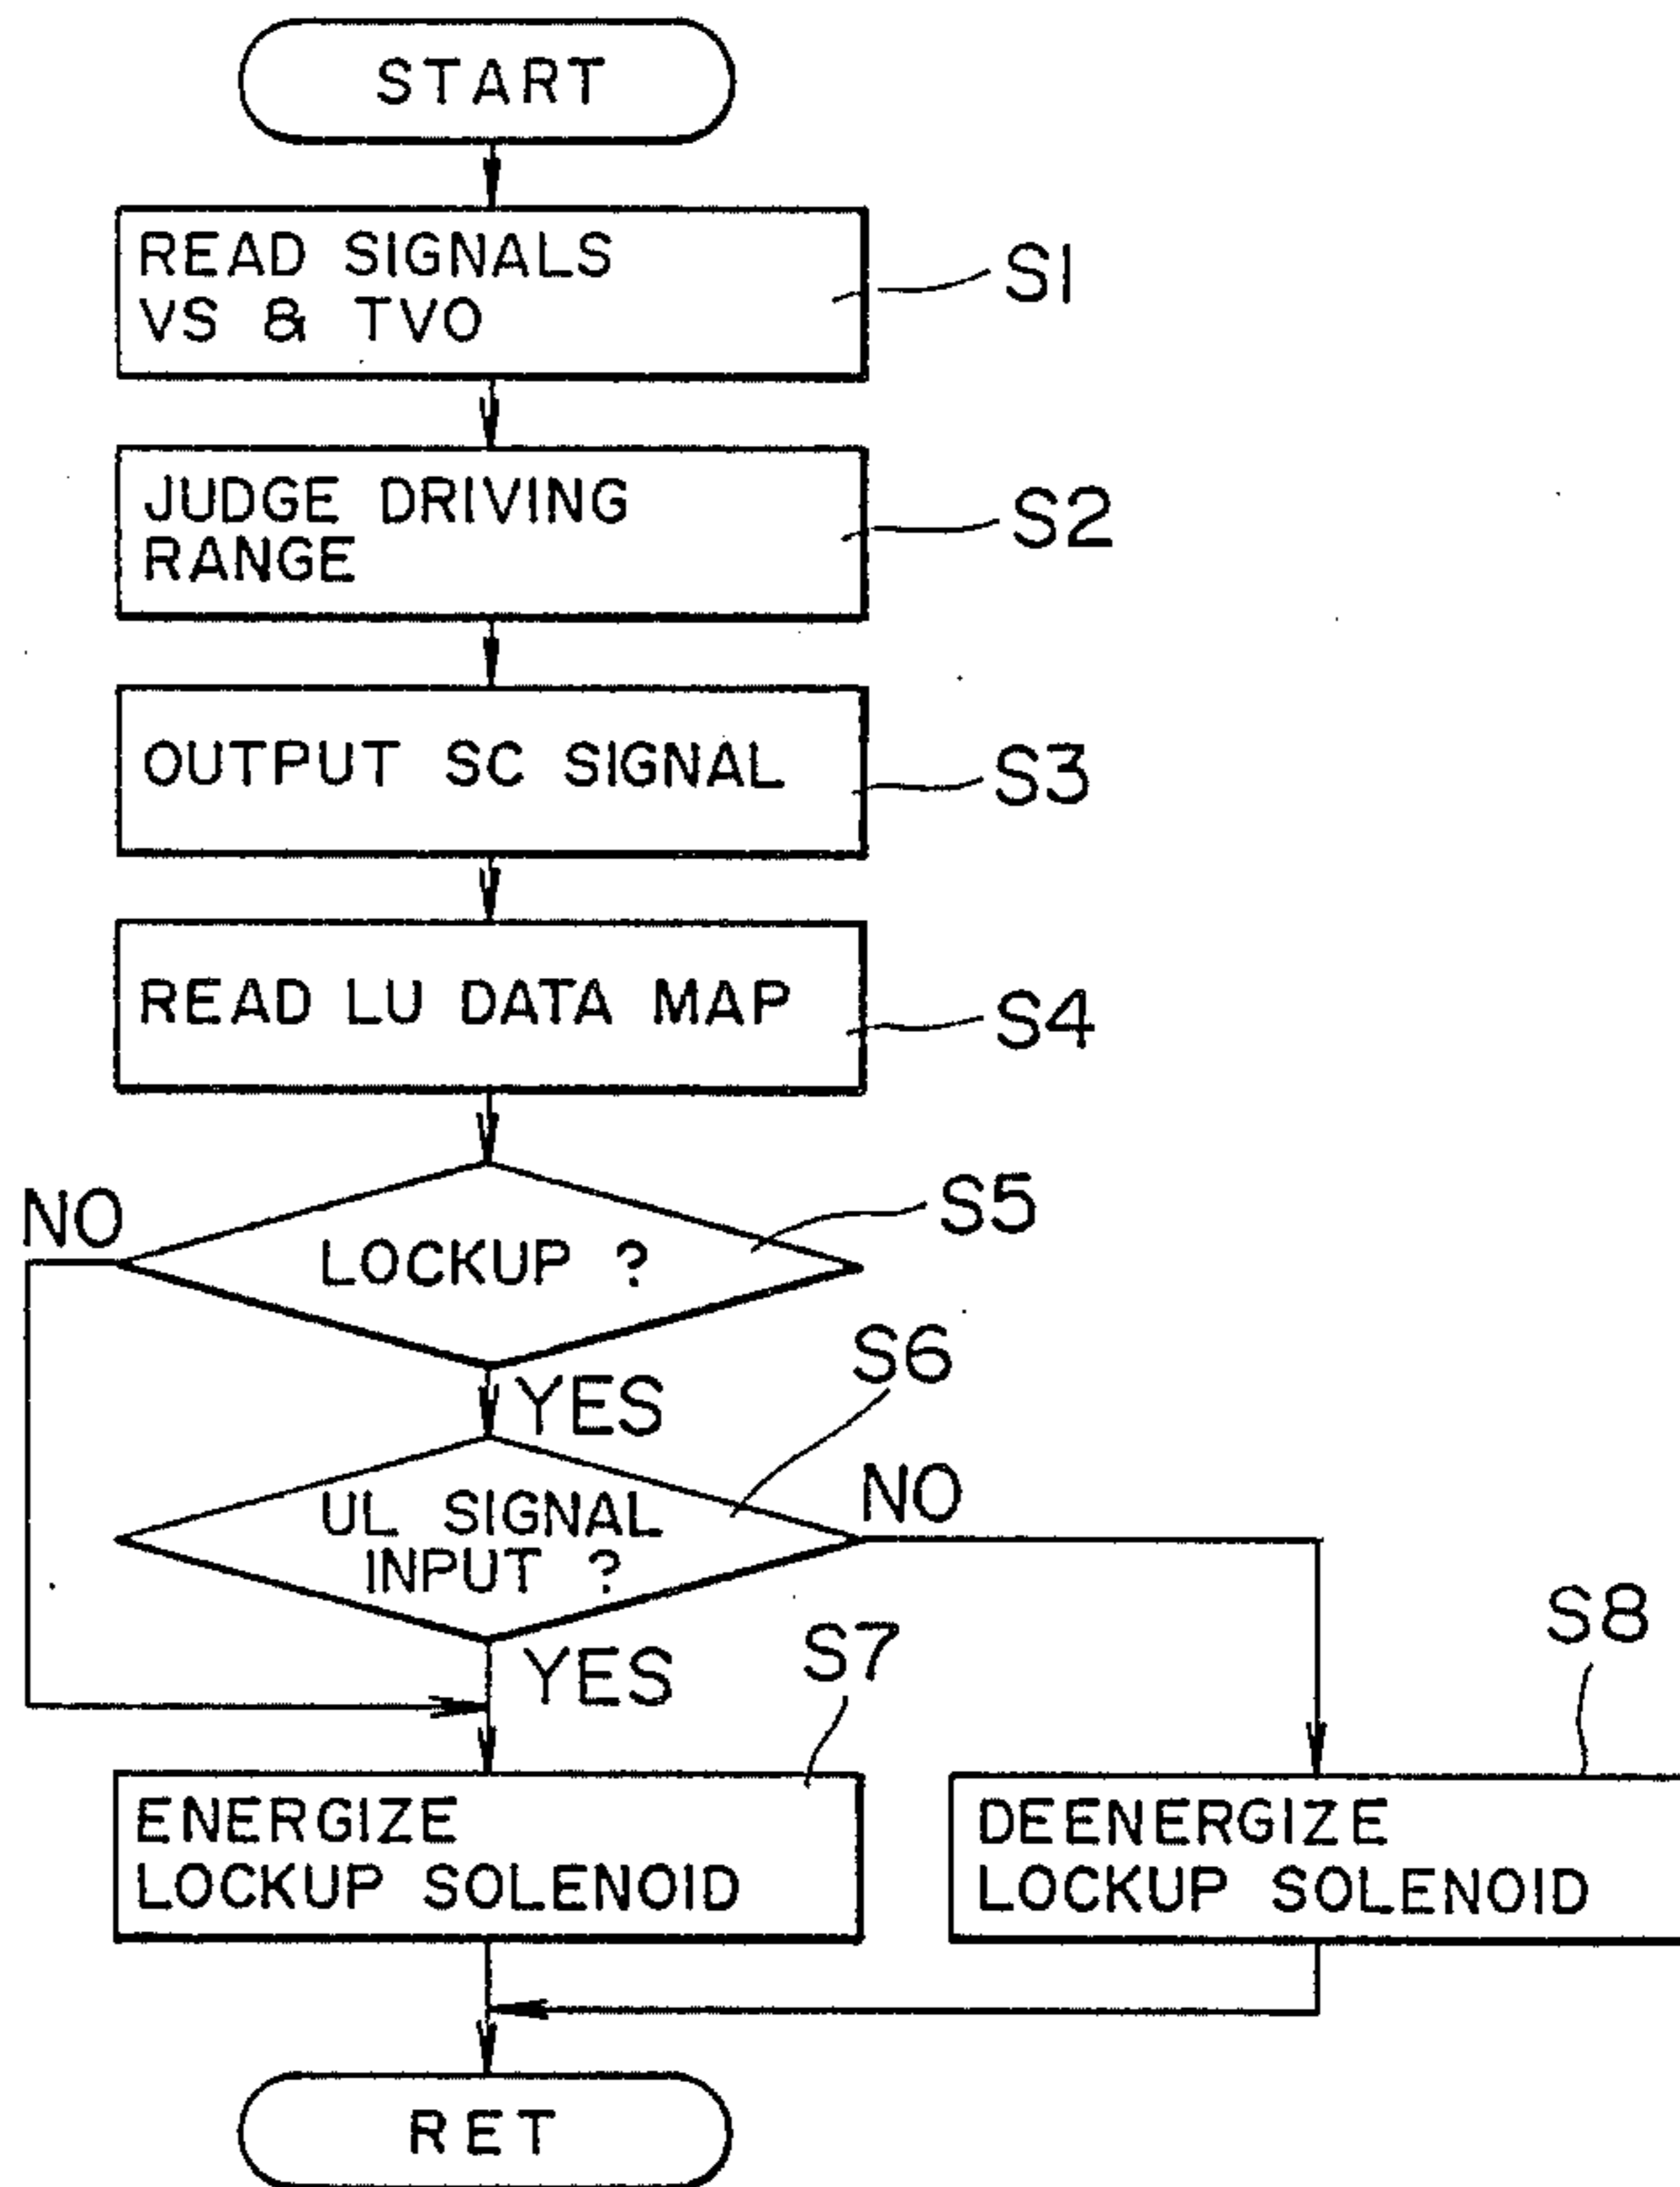 START
READ SIGNALS
VS & TVO
S1
JUDGE DRIVING
RANGE
S2
OUTPUT SC SIGNAL
S3
READ LU DATA MAP
S4
NO
LOCKUP ?
S5
YES
S6
UL SIGNAL
INPUT ?
NO
YES
S7
S8
ENERGIZE
LOCKUP SOLENOID
DEENERGIZE
LOCKUP SOLENOID
RET